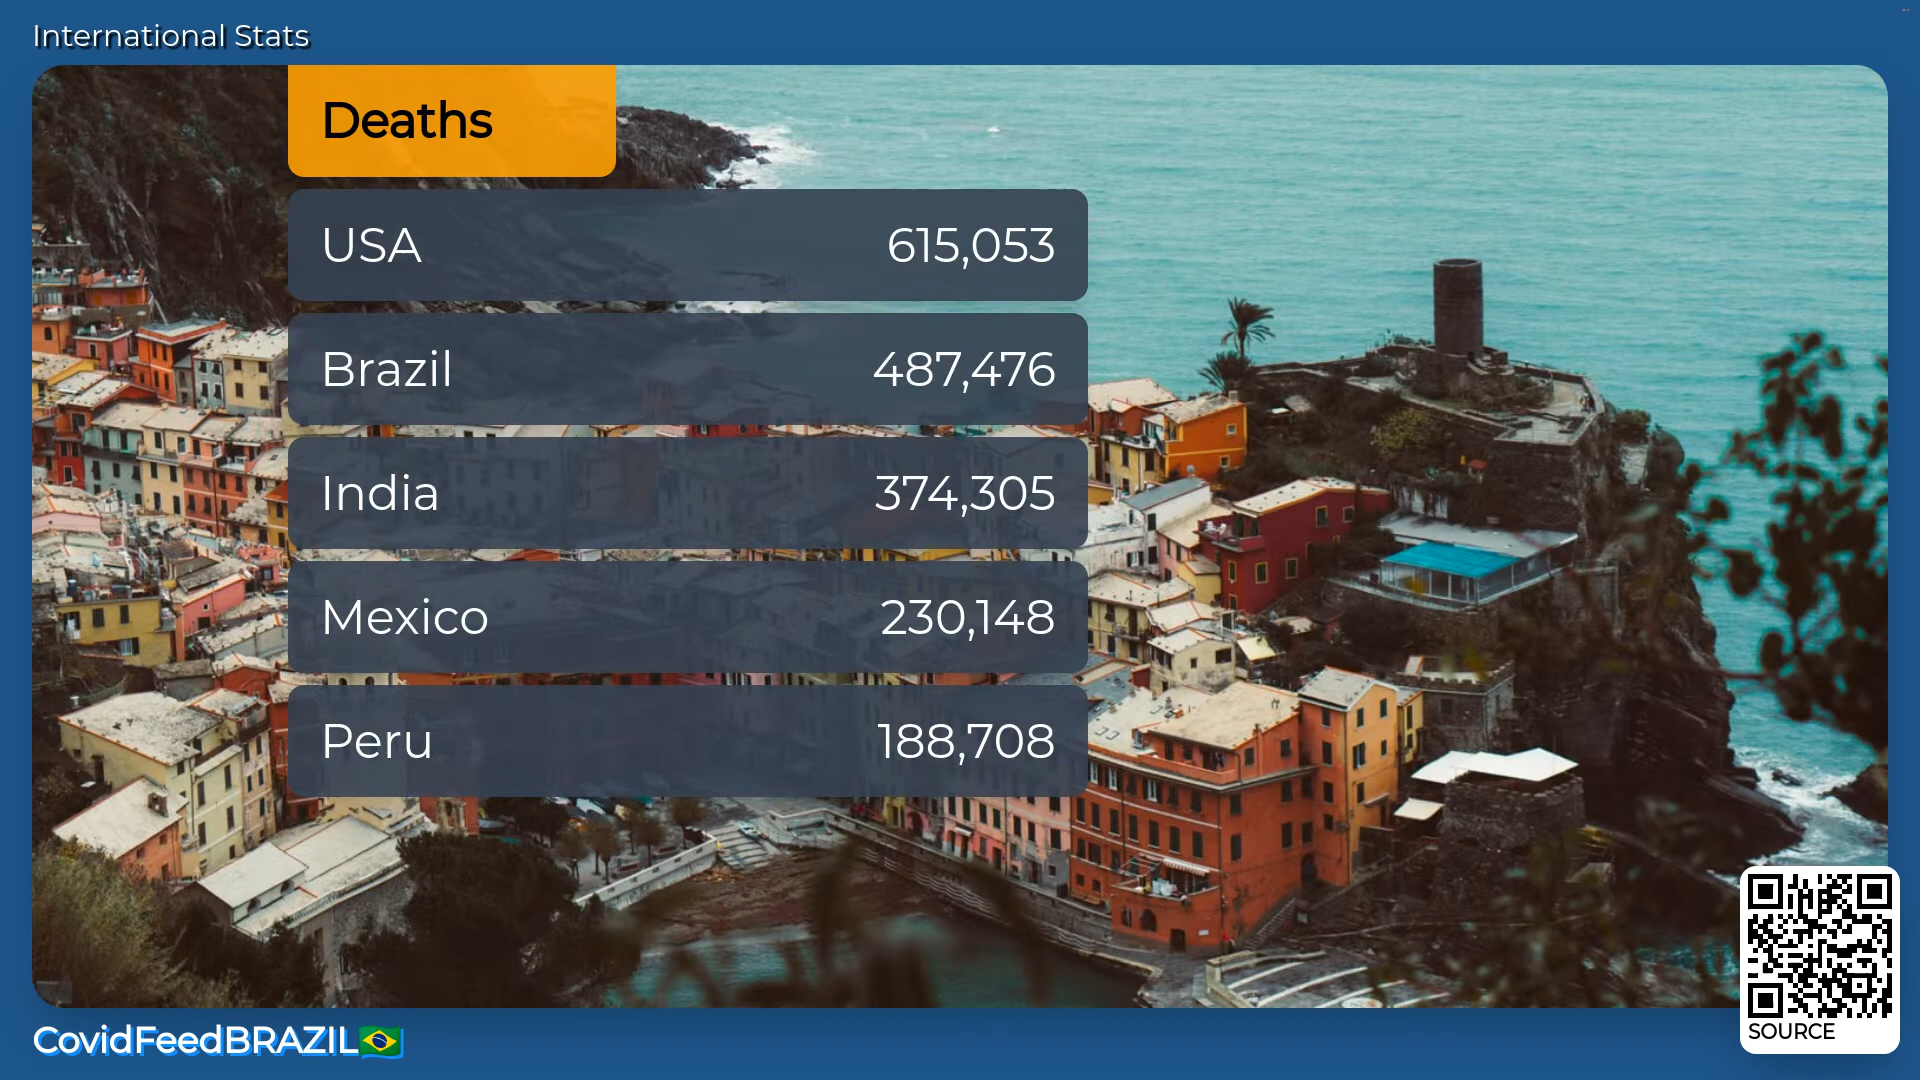 International Stats
Deaths
USA 615,053
Brazil 487,476
India 374,305
Mexico 230,148
Peru 188,708
SOURCE
CovidFeedBRAZIL🇧🇷